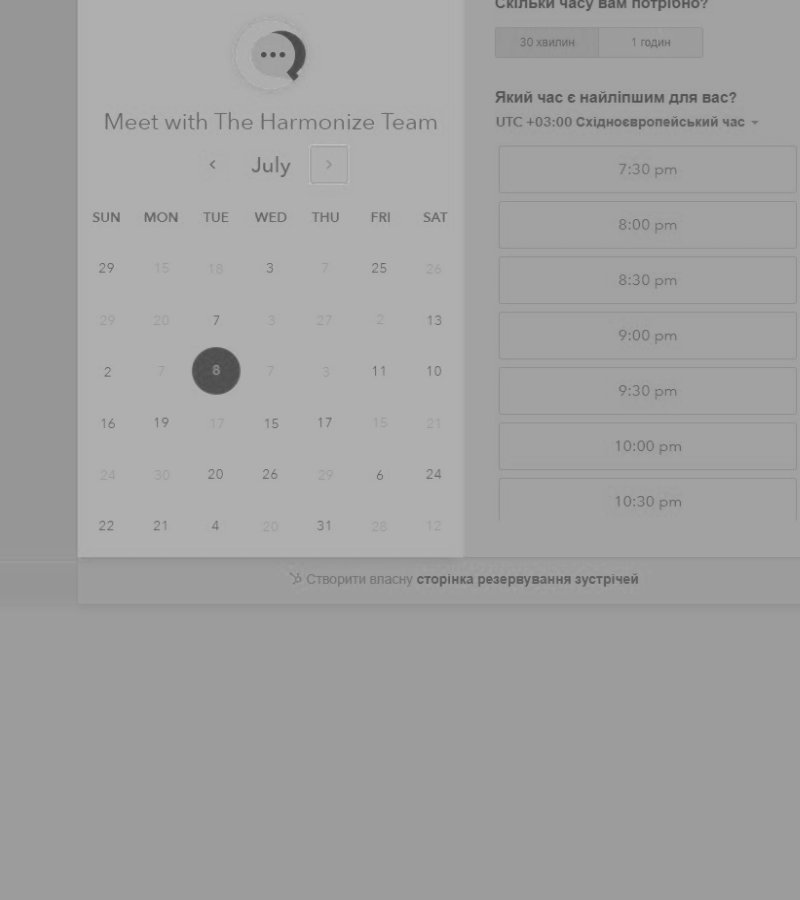 Скільки часу вам потрібно?
30 хвилин
1 годин
Meet with The Harmonize Team
July
Який час є найліпшим для вас?
UTC +03:00 Східноєвропейський час
SUN MON TUE WED THU FRI SAT
29 15 18 3 7 25 26
29 20 7 3 27 2 13
2 7 8 7 3 11 10
16 19 17 15 17 15 21
24 30 20 26 29 6 24
22 21 4 20 31 28 12
7:30 pm
8:00 pm
8:30 pm
9:00 pm
9:30 pm
10:00 pm
10:30 pm
Створити власну сторінка резервування зустрічей